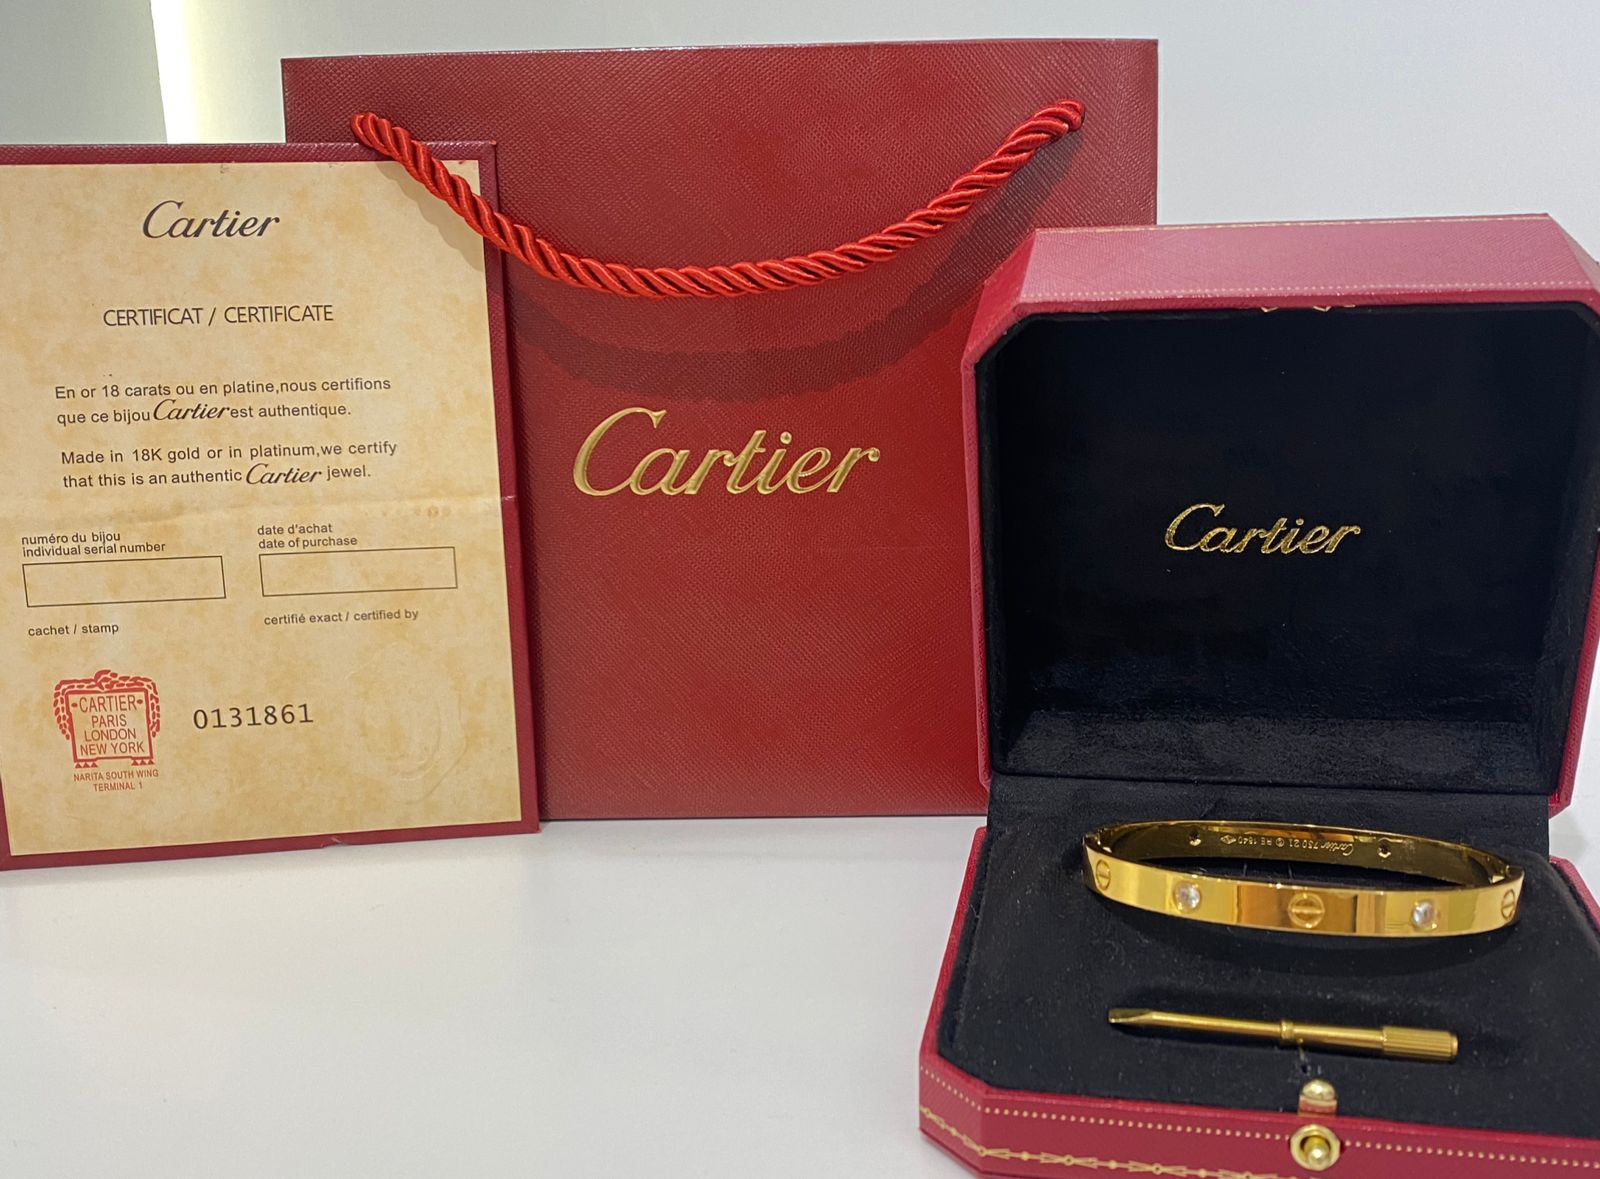 Cartier
CERTIFICAT / CERTIFICATE
En or 18 carats ou en platine,nous certifions
que ce bijou Cartier est authentique.
Made in 18K gold or in platinum,we certify
that this is an authentic Cartier jewel.
numéro du bijou
individual serial number
date d'achat
date of purchase
cachet / stamp
certifié exact / certified by
CARTIER
PARIS
LONDON
NEW YORK
NARITA SOUTH WING
TERMINAL 1
0131861
Cartier
Cartier
Cartier 750 21